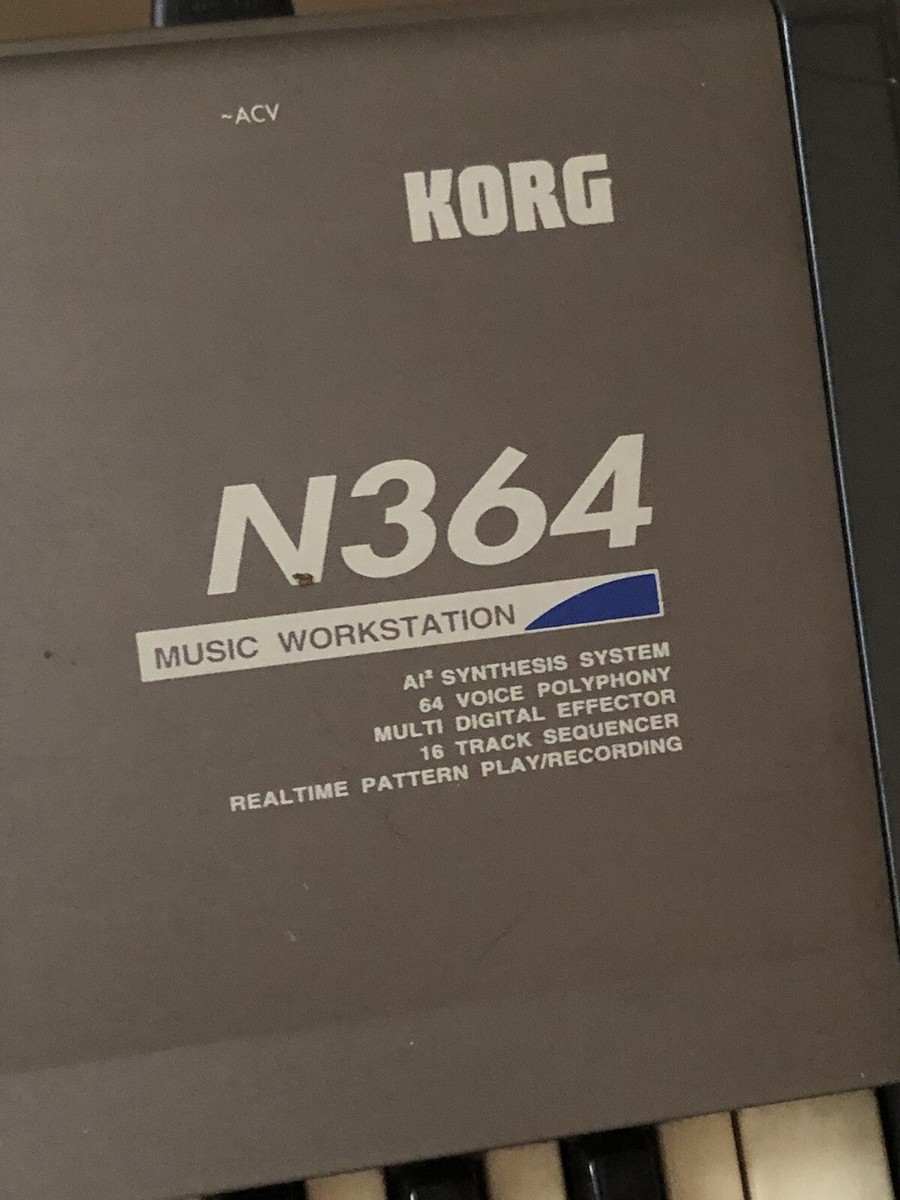 ~ACV
KORG
N364
MUSIC WORKSTATION
AI² SYNTHESIS SYSTEM
64 VOICE POLYPHONY
MULTI DIGITAL EFFECTOR
16 TRACK SEQUENCER
REALTIME PATTERN PLAY/RECORDING